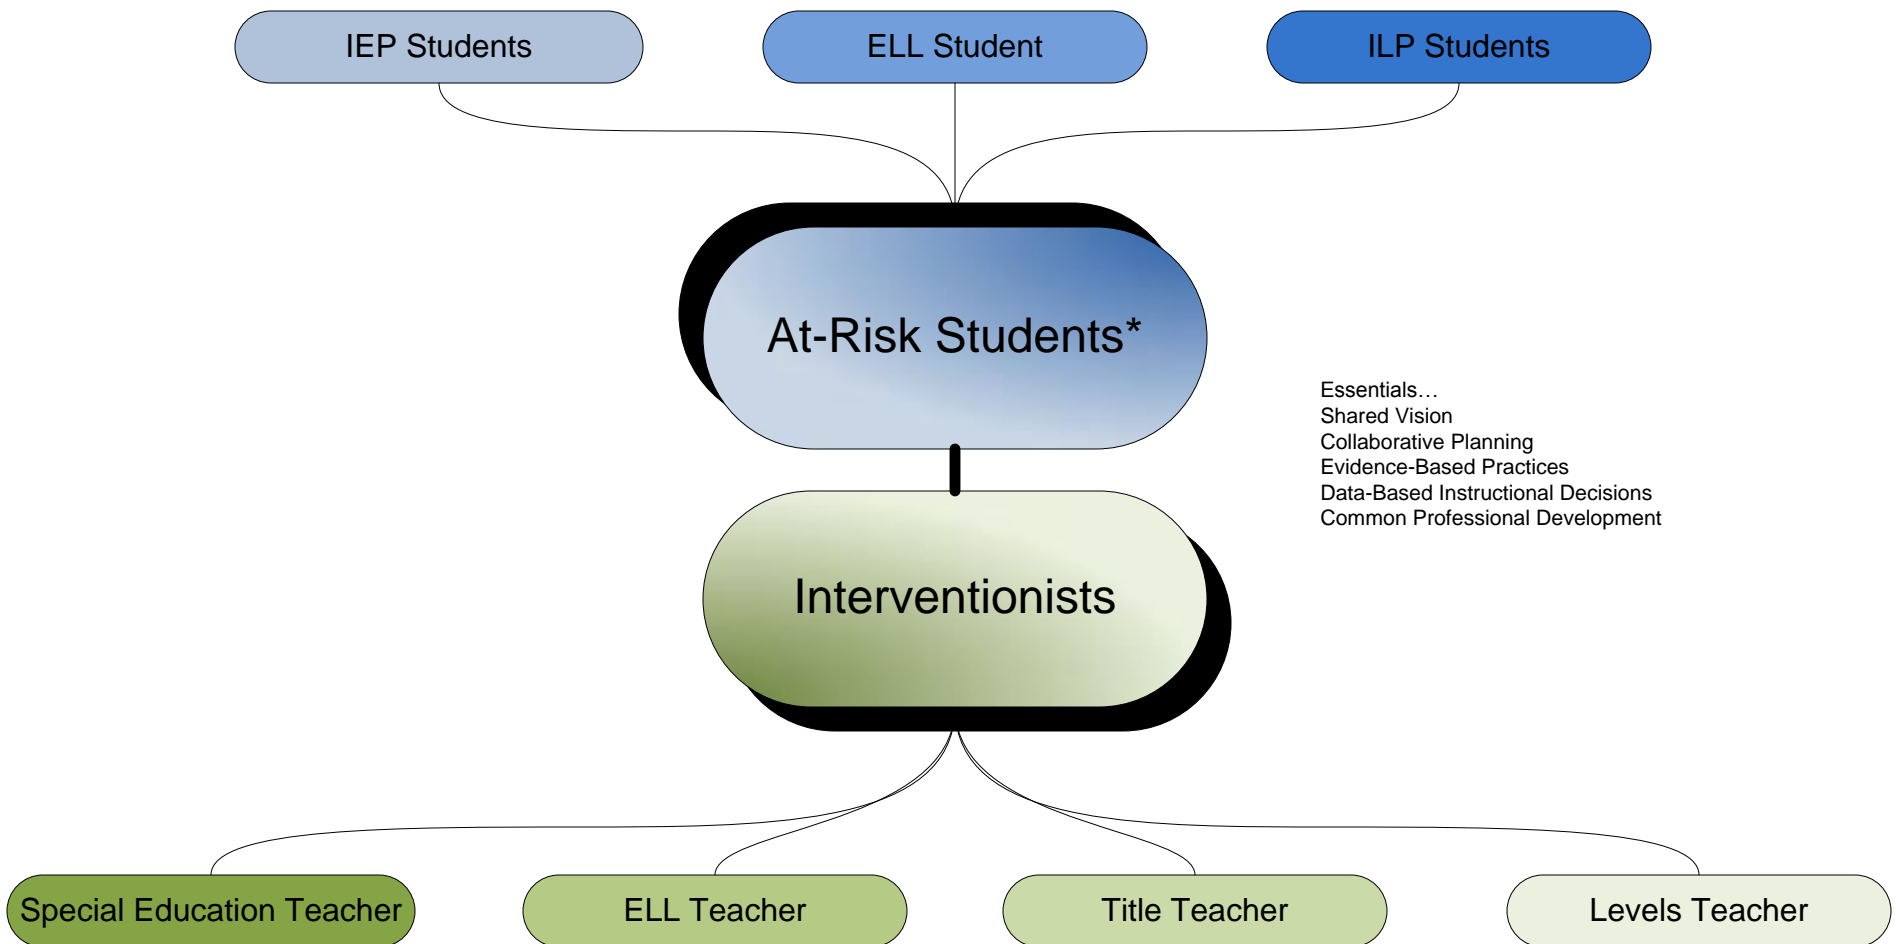 IEP Students
ELL Student
ILP Students
At-Risk Students*
Essentials…
Shared Vision
Collaborative Planning
Evidence-Based Practices
Data-Based Instructional Decisions
Common Professional Development
Interventionists
Special Education Teacher
ELL Teacher
Title Teacher
Levels Teacher